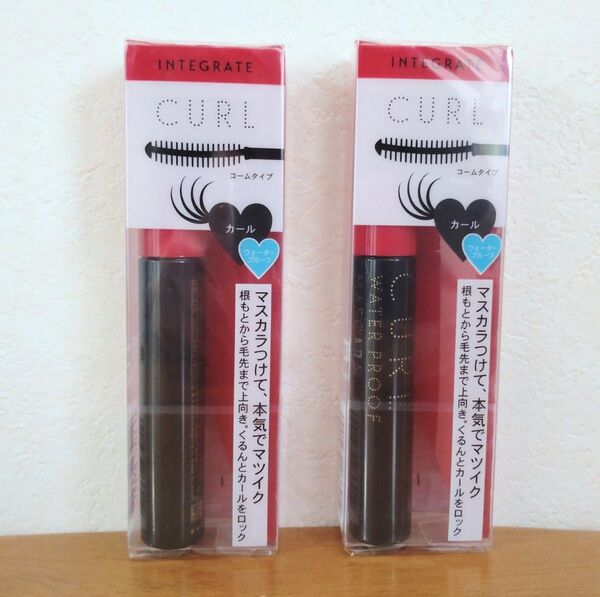 INTEGRATE
CURL
コームタイプ
カール
ウォーター
プルーフ
マスカラつけて、本気でマツイク
根もとから毛先まで上向き。くるんとカールをロック
INTEGRATE
CURL
コームタイプ
カール
ウォーター
プルーフ
CURL
WATER PROOF
MASCARA
マスカラつけて、本気でマツイク
根もとから毛先まで上向き。くるんとカールをロック